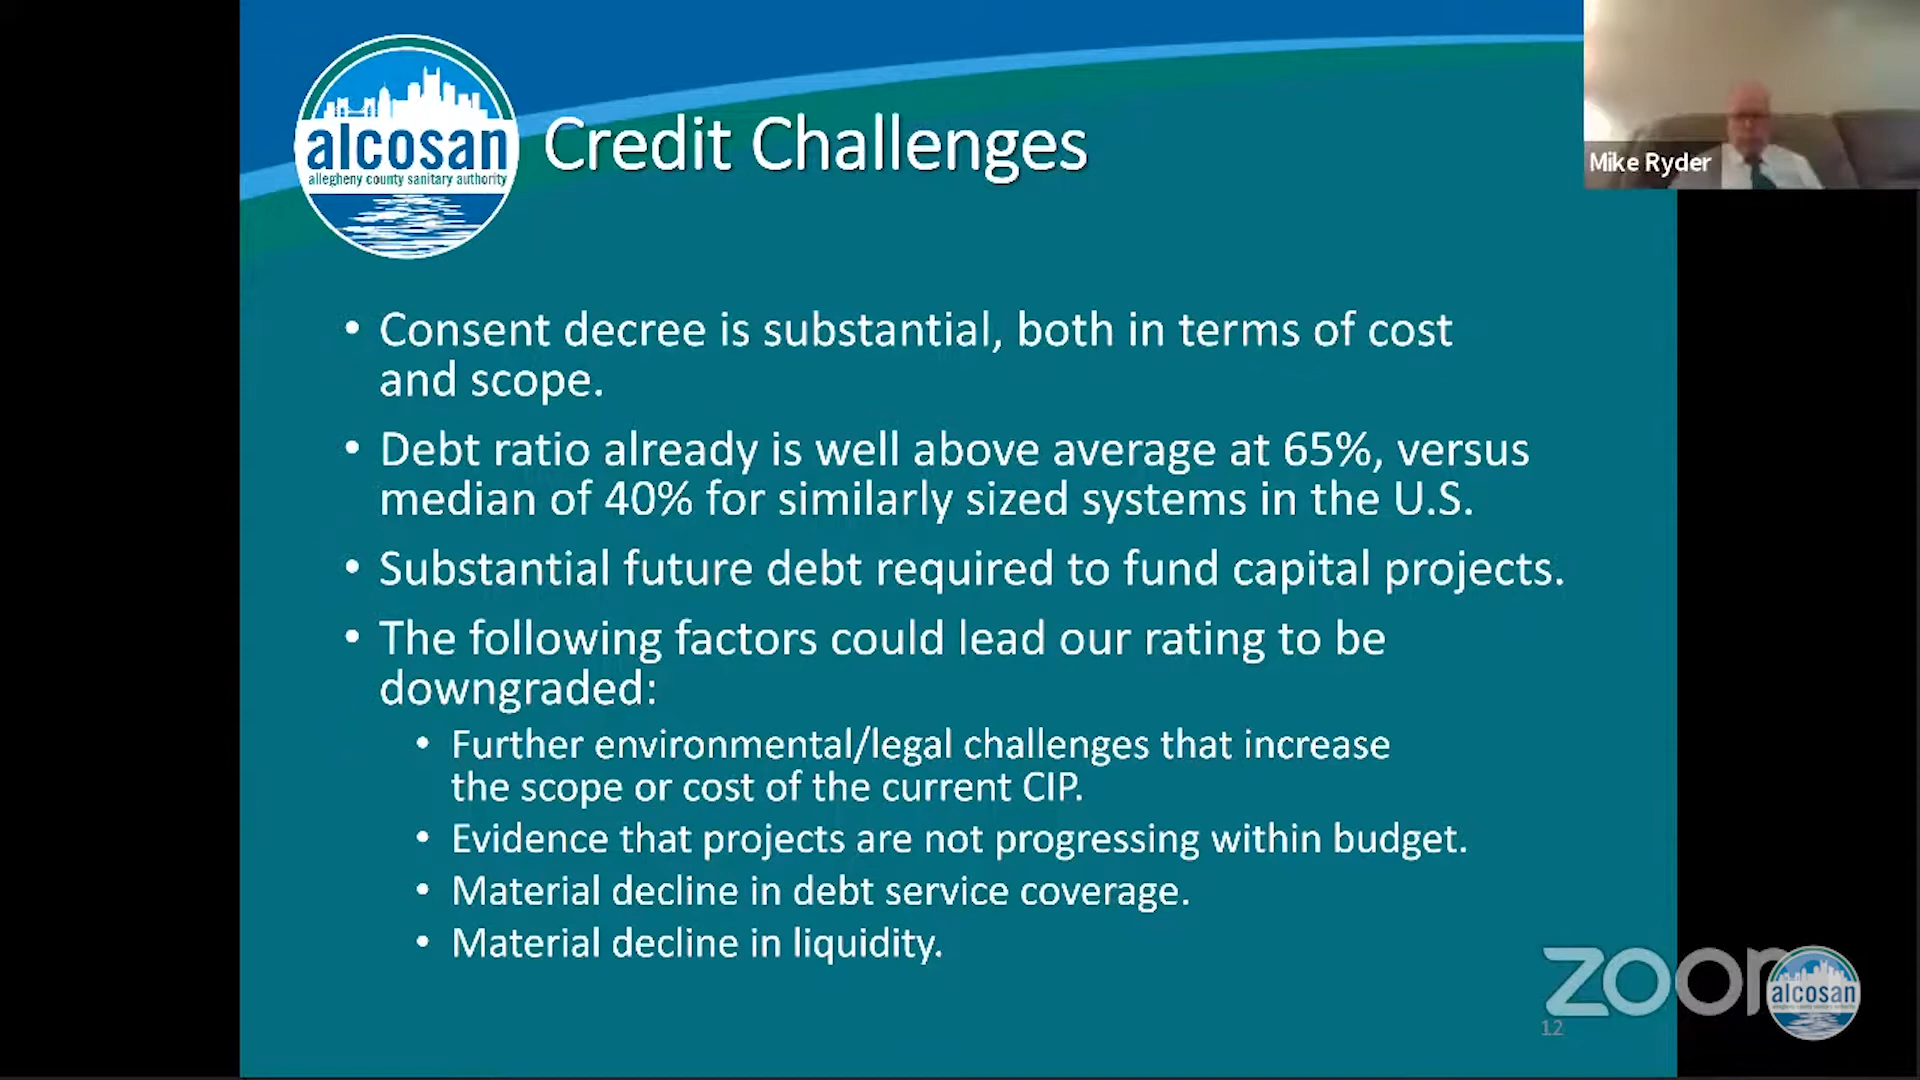 alcosan
allegheny county sanitary authority
Credit Challenges
Mike Ryder
• Consent decree is substantial, both in terms of cost
and scope.
• Debt ratio already is well above average at 65%, versus
median of 40% for similarly sized systems in the U.S.
• Substantial future debt required to fund capital projects.
• The following factors could lead our rating to be
downgraded:
• Further environmental/legal challenges that increase
the scope or cost of the current CIP.
• Evidence that projects are not progressing within budget.
• Material decline in debt service coverage.
• Material decline in liquidity.
zoom
alcosan
allegheny county sanitary authority
12